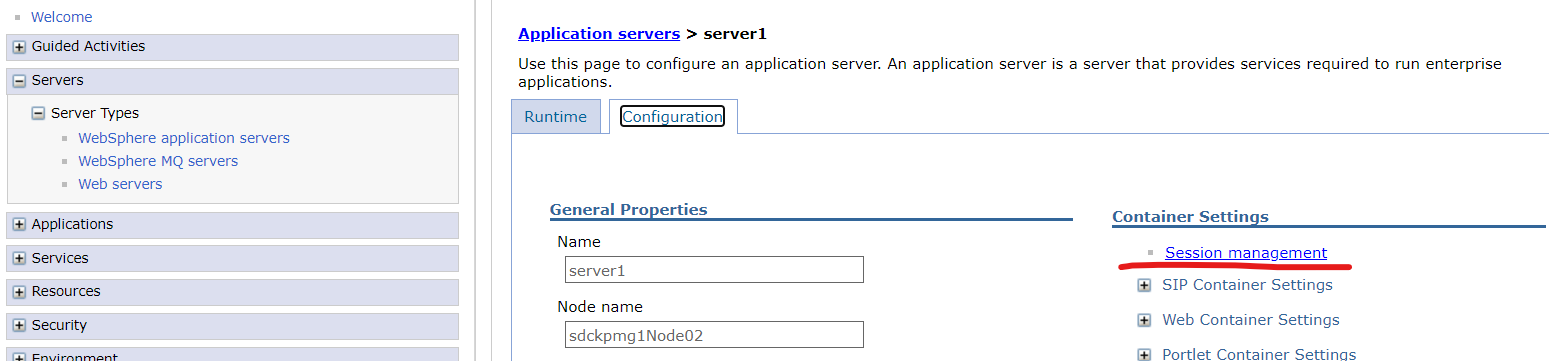 Welcome
Guided Activities
Servers
Server Types
WebSphere application servers
WebSphere MQ servers
Web servers
Applications
Services
Resources
Security
Environment
Application servers > server1
Use this page to configure an application server. An application server is a server that provides services required to run enterprise
applications.
Runtime
Configuration
General Properties
Name
server1
Node name
sdckpmg1Node02
Container Settings
Session management
SIP Container Settings
Web Container Settings
Portlet Container Settings